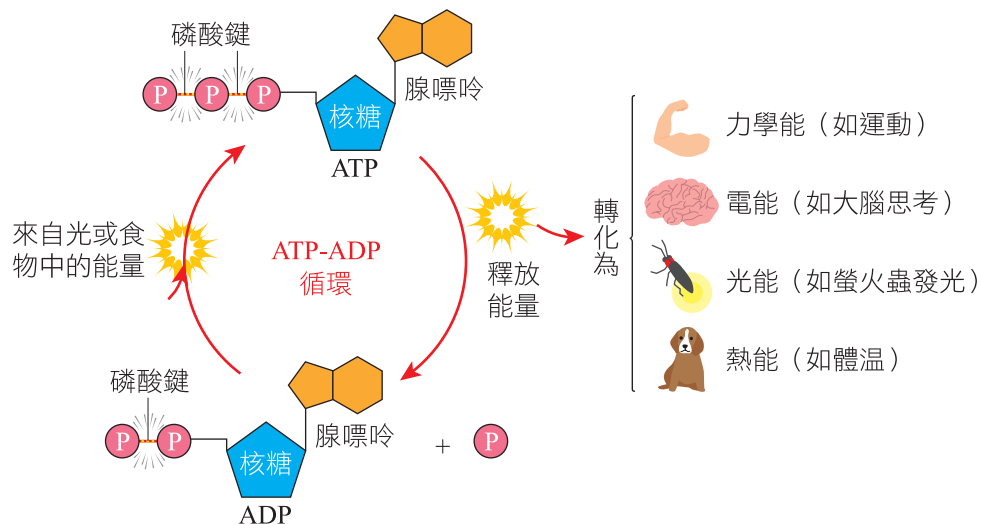 磷酸鍵
P
P
P
腺嘌呤
核糖
ATP
來自光或食
物中的能量
ATP-ADP
循環
釋放
能量
轉化為
力學能（如運動）
電能（如大腦思考）
光能（如螢火蟲發光）
熱能（如體温）
磷酸鍵
P
P
腺嘌呤
核糖
+
P
ADP